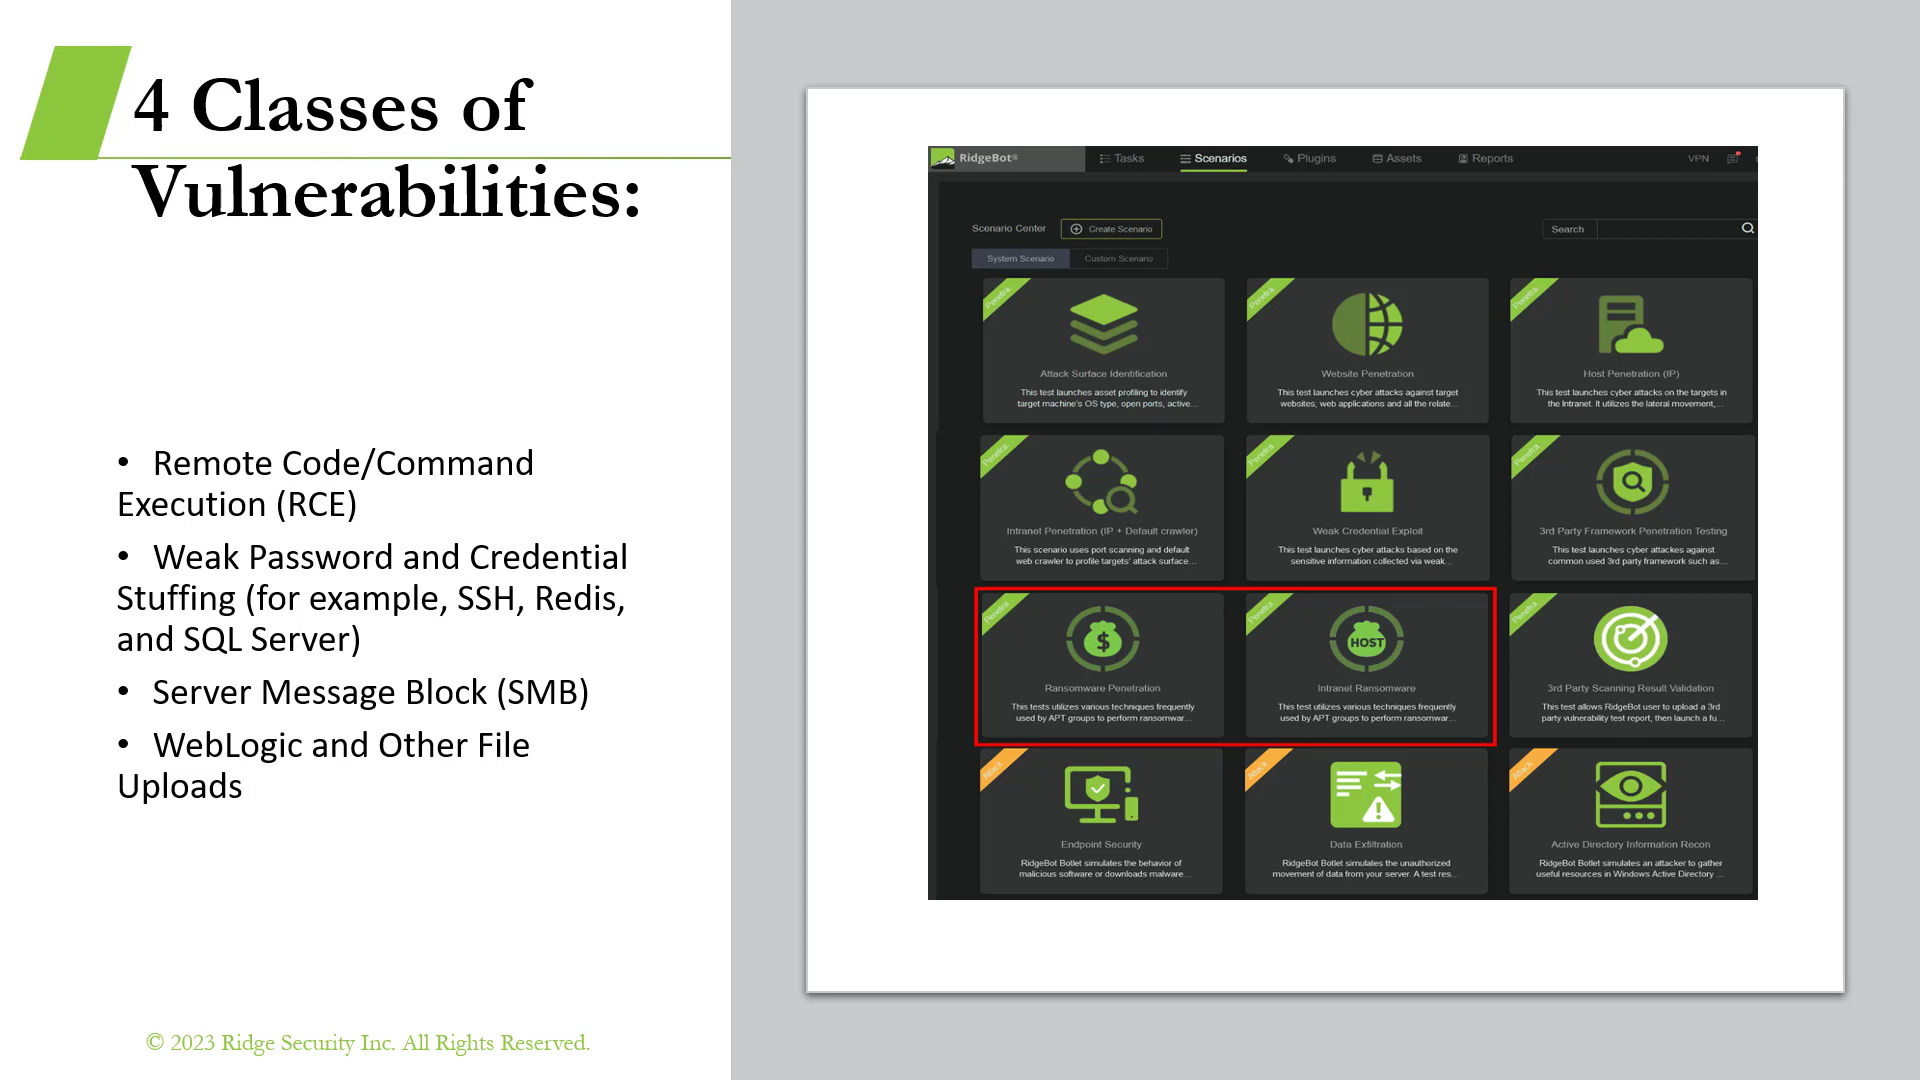 4 Classes of
Vulnerabilities:
• Remote Code/Command
Execution (RCE)
• Weak Password and Credential
Stuffing (for example, SSH, Redis,
and SQL Server)
• Server Message Block (SMB)
• WebLogic and Other File
Uploads
© 2023 Ridge Security Inc. All Rights Reserved.
RidgeBot®
Tasks
Scenarios
Plugins
Assets
Reports
VPN
Scenario Center
Create Scenario
Search
System Scenario
Custom Scenario
Penetra
Attack Surface Identification
This test launches asset profiling to identify
target machine's OS type, open ports, active...
Penetra
Website Penetration
This test launches cyber attacks against target
websites, web applications and all the relate...
Penetra
Host Penetration (IP)
This test launches cyber attacks on the targets in
the Intranet. It utilizes the lateral movement,...
Penetra
Intranet Penetration (IP + Default crawler)
This scenario uses port scanning and default
web crawler to profile targets' attack surface...
Penetra
Weak Credential Exploit
This test launches cyber attacks based on the
sensitive information collected via weak...
Penetra
3rd Party Framework Penetration Testing
This test launches cyber attackes against
common used 3rd party framework such as...
Penetra
$
Ransomware Penetration
This tests utilizes various techniques frequently
used by APT groups to perform ransomwar...
Penetra
HOST
Intranet Ransomware
This test utilizes various techniques frequently
used by APT groups to perform ransomwar...
Penetra
3rd Party Scanning Result Validation
This test allows RidgeBot user to upload a 3rd
party vulnerability test report, then launch a fu...
Attack
Endpoint Security
RidgeBot Botlet simulates the behavior of
malicious software or downloads malware...
Attack
Data Exfiltration
RidgeBot Botlet simulates the unauthorized
movement of data from your server. A test res...
Attack
Active Directory Information Recon
RidgeBot Botlet simulates an attacker to gather
useful resources in Windows Active Directory ...